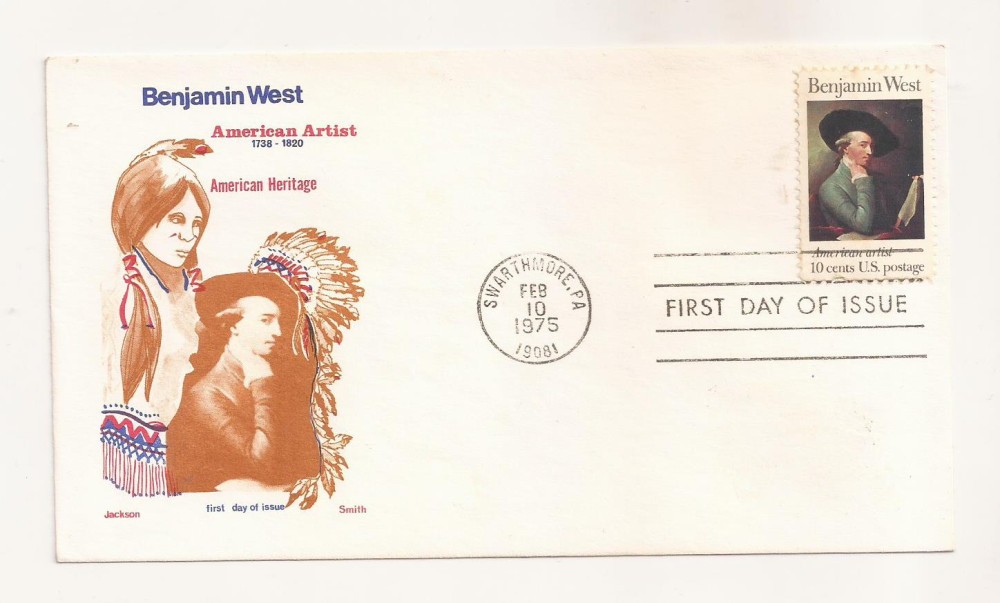 Benjamin West
American Artist
1738 - 1820
American Heritage
Jackson
first day of issue
Smith
SWARTHMORE, PA
FEB
10
1975
19081
FIRST DAY OF ISSUE
Benjamin West
American artist
10 cents U.S. postage